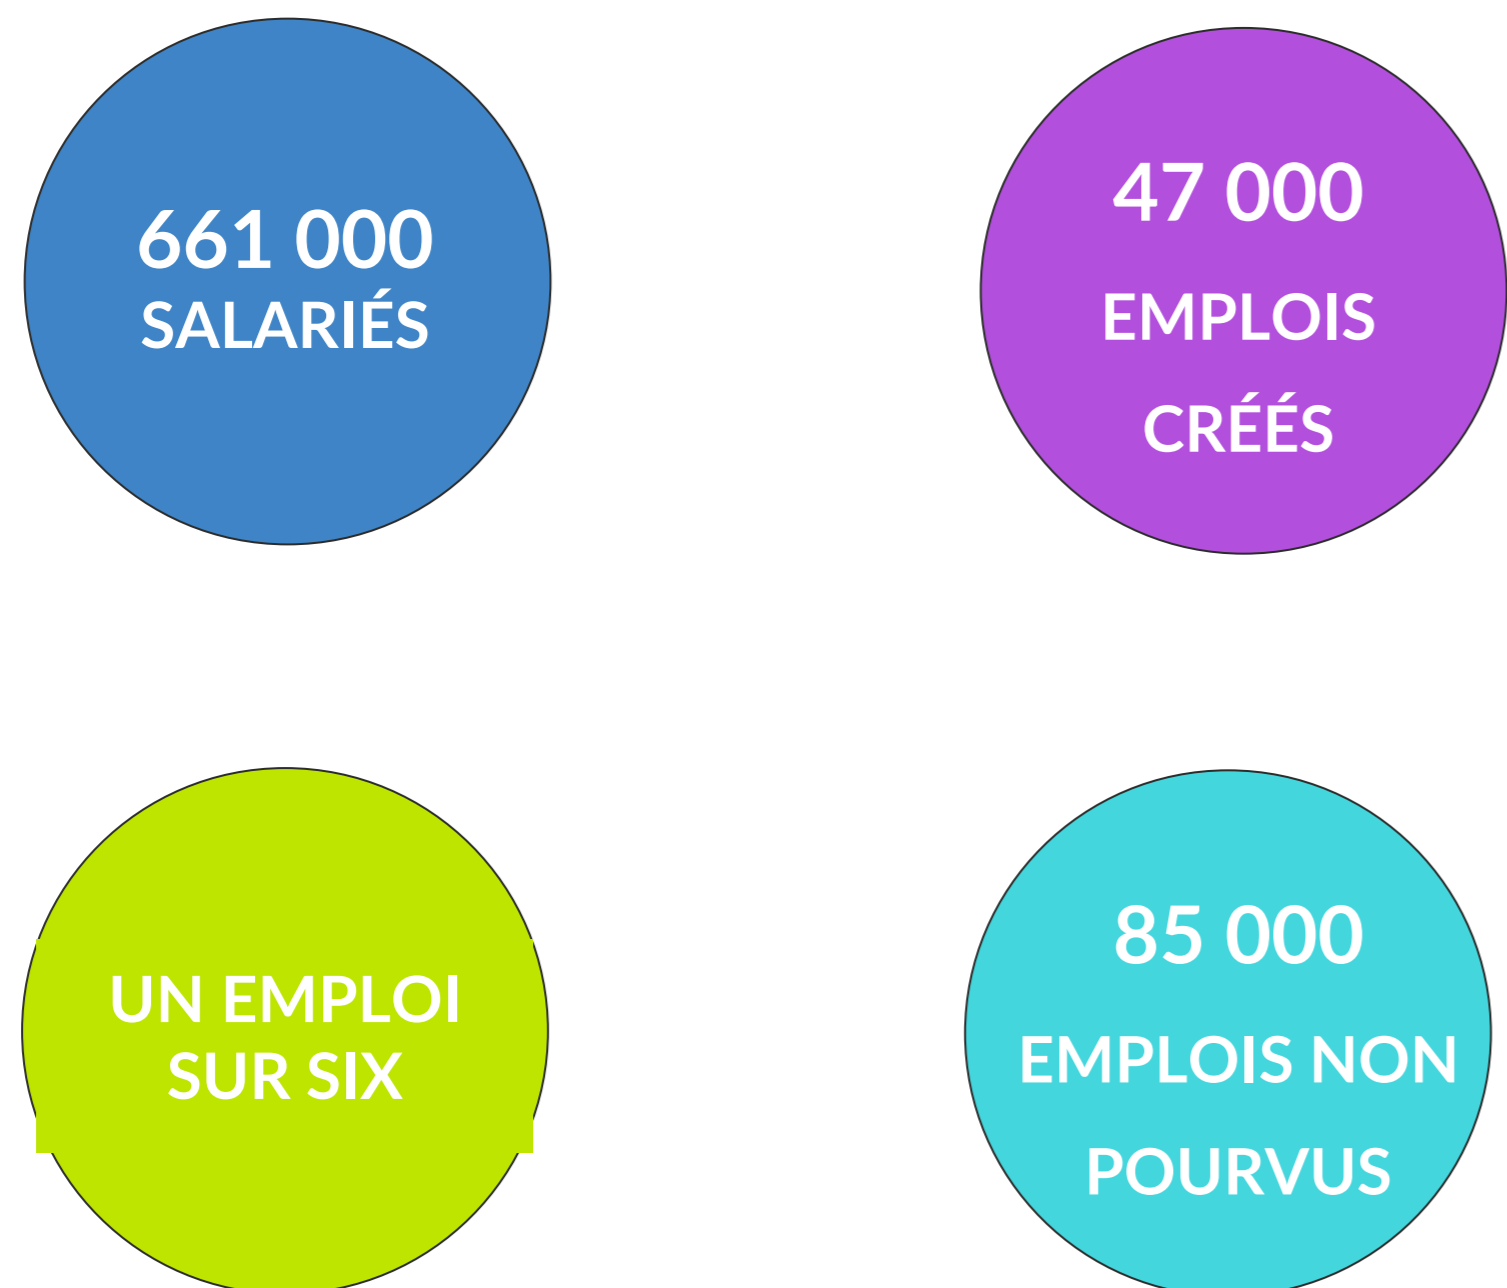 661 000
SALARIÉS
47 000
EMPLOIS
CRÉÉS
UN EMPLOI
SUR SIX
85 000
EMPLOIS NON
POURVUS